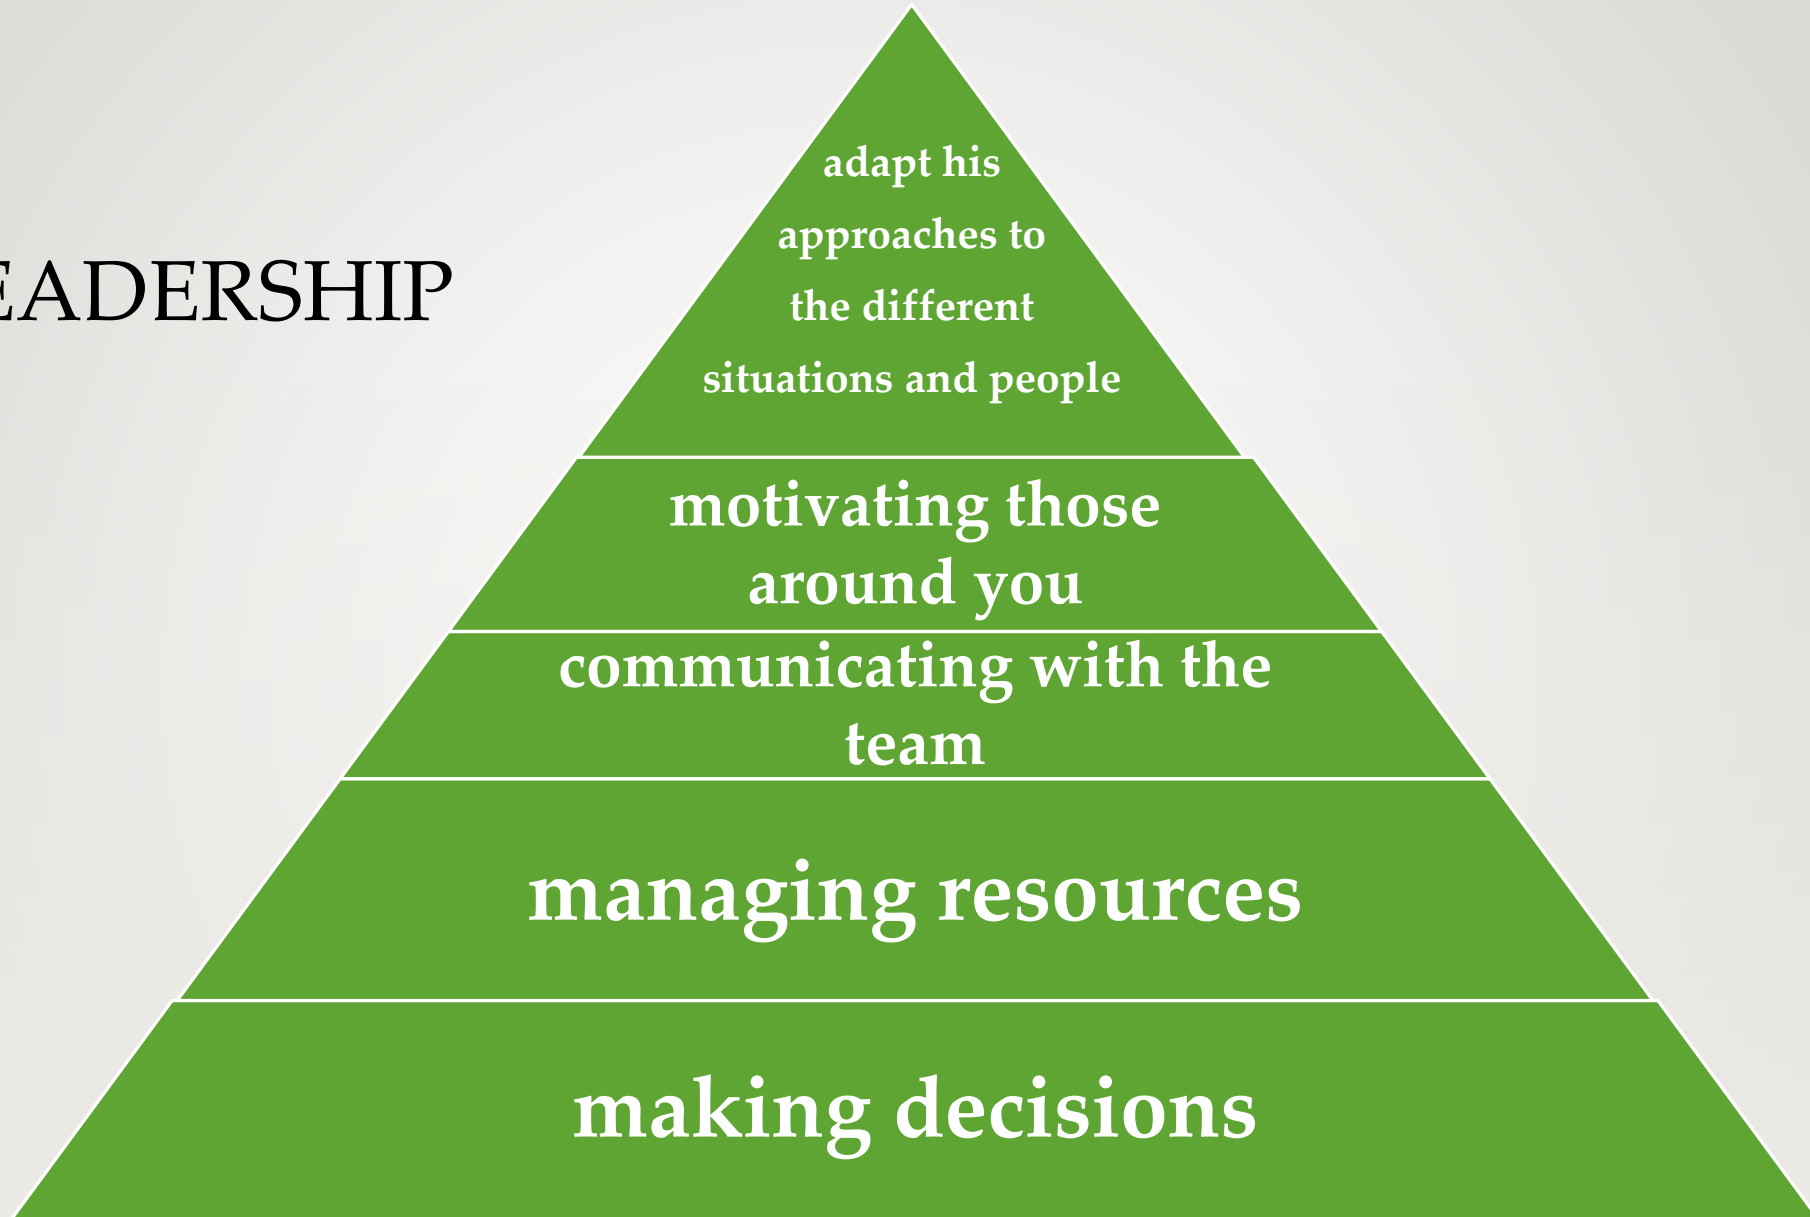 EADERSHIP
adapt his
approaches to
the different
situations and people
motivating those
around you
communicating with the
team
managing resources
making decisions